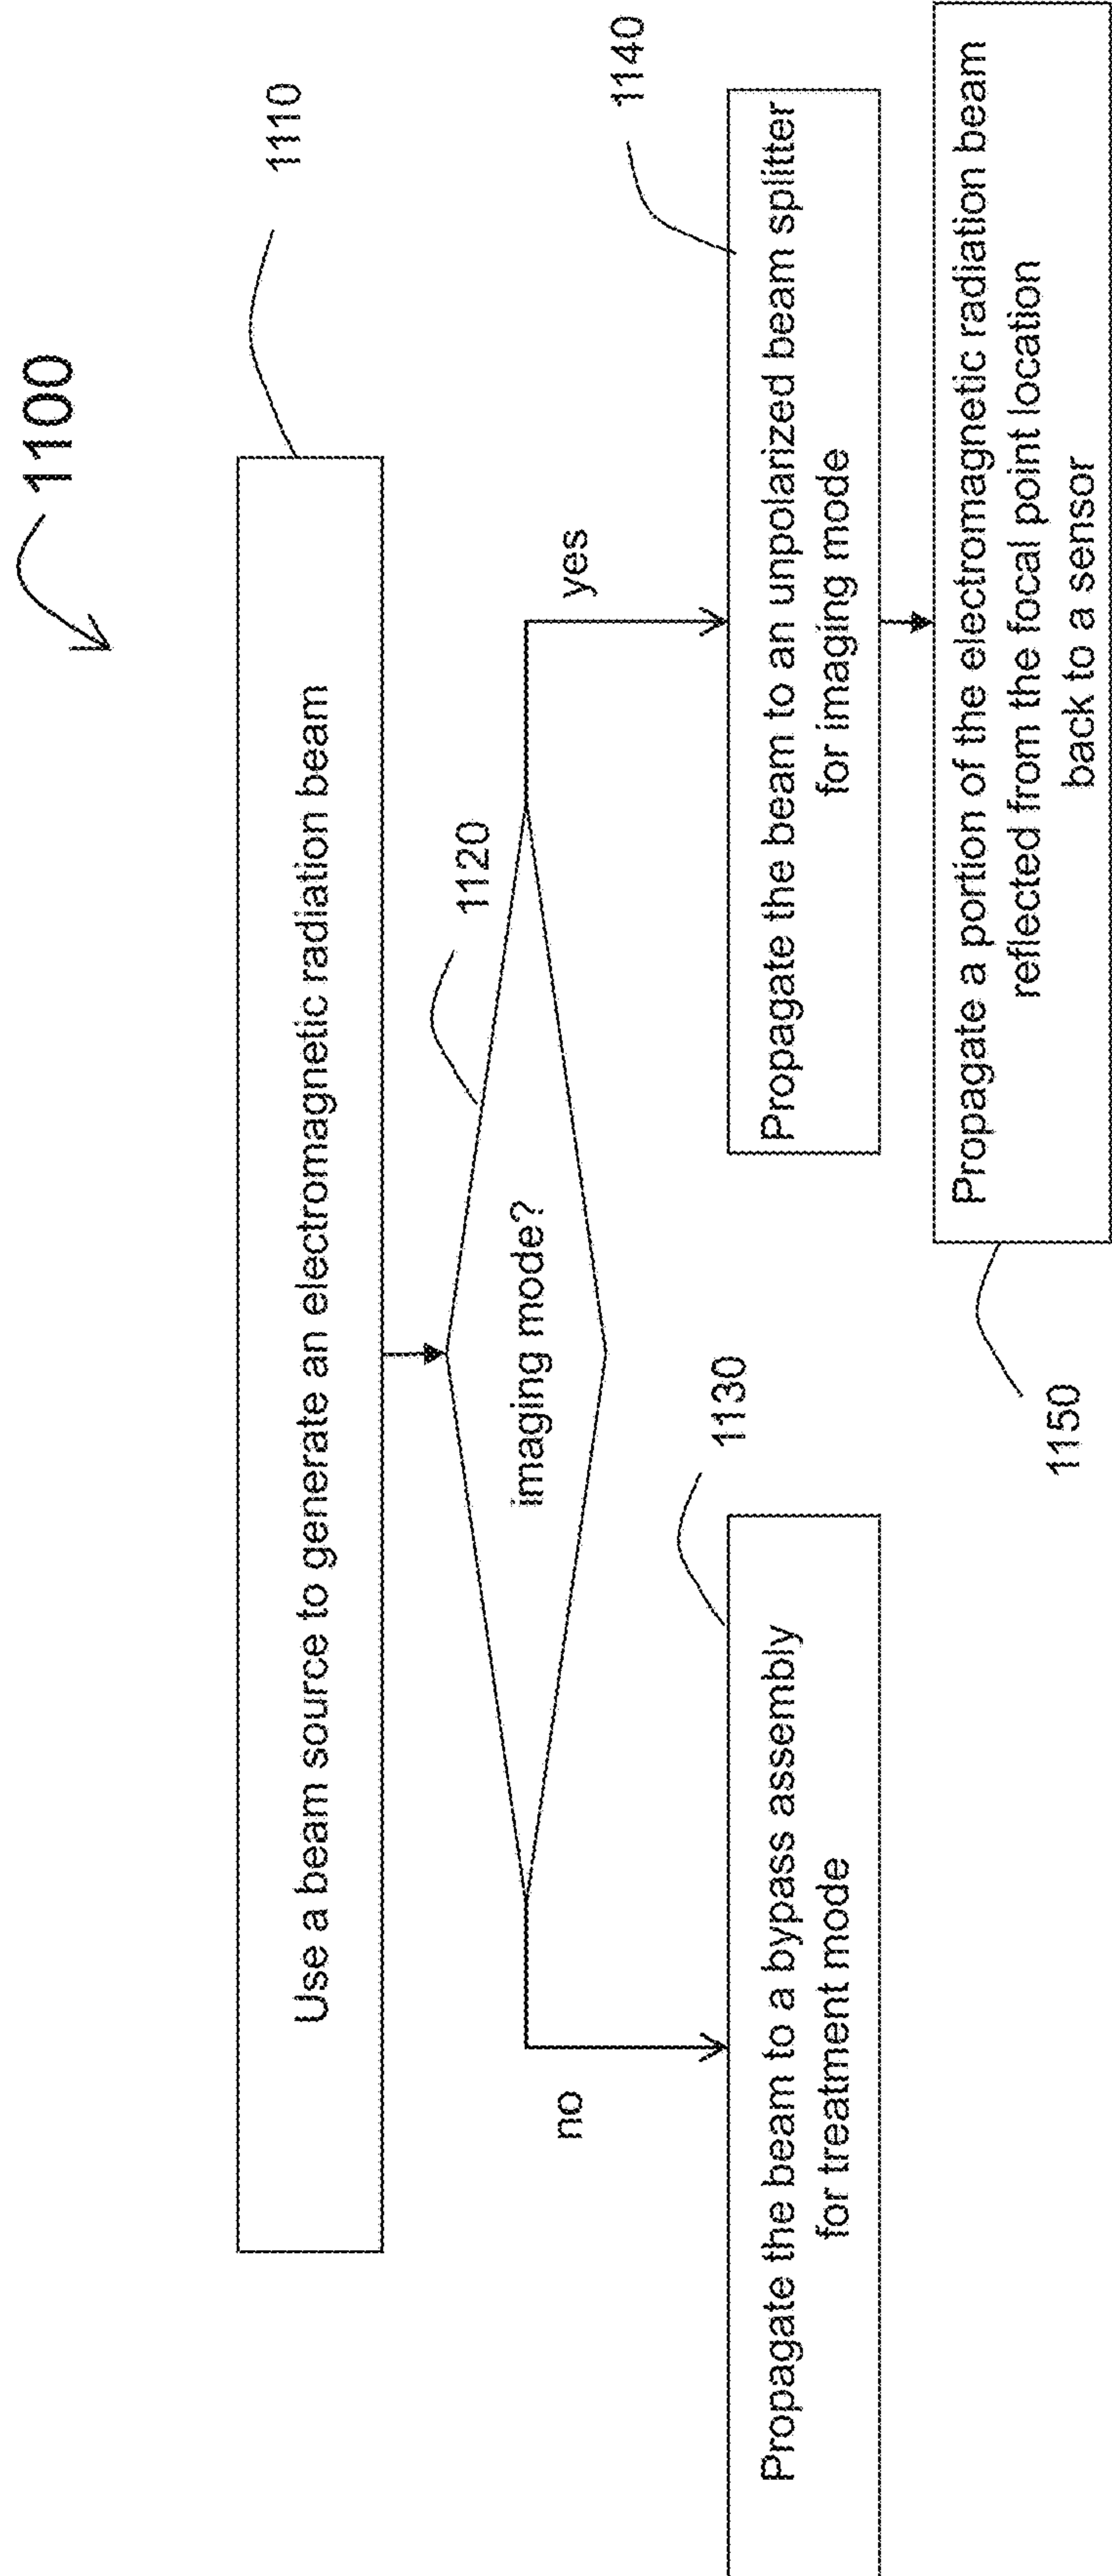 1100
1110
Use a beam source to generate an electromagnetic radiation beam
1120
imaging mode?
no
yes
1130
Propagate the beam to a bypass assembly
for treatment mode
1140
Propagate the beam to an unpolarized beam splitter
for imaging mode
Propagate a portion of the electromagnetic radiation beam
reflected from the focal point location
back to a sensor
1150